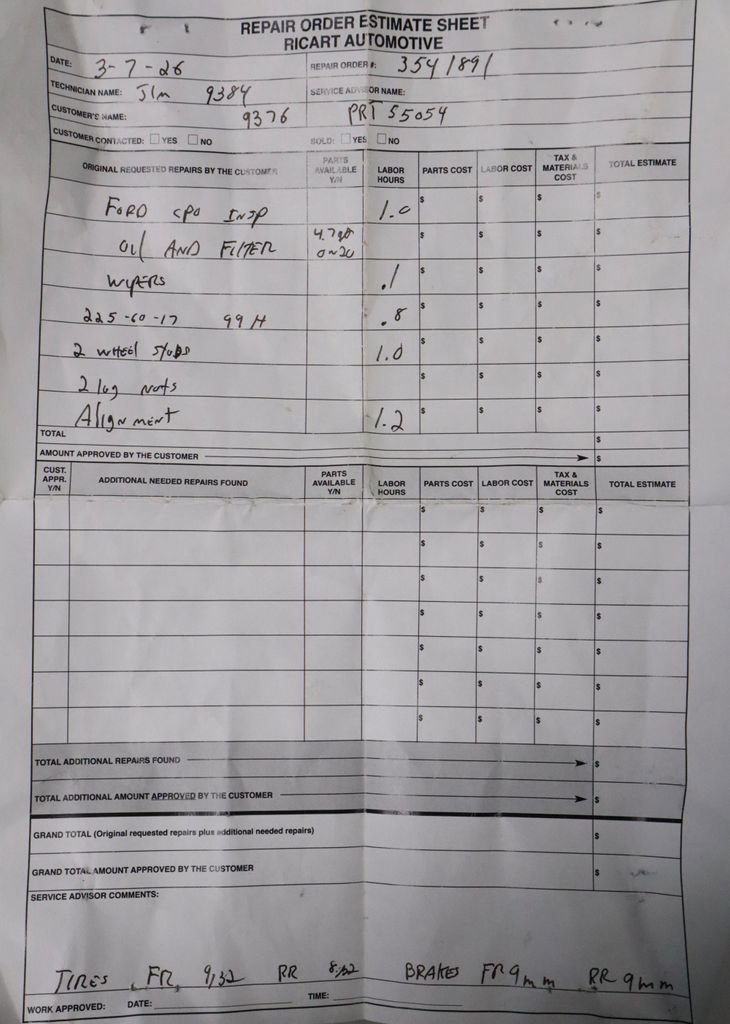 REPAIR ORDER ESTIMATE SHEET
RICART AUTOMOTIVE
DATE: 3-7-26 REPAIR ORDER #: 354189/
TECHNICIAN NAME: Jim 9384 SERVICE ADVISOR NAME:
CUSTOMER'S NAME: 9376 PRT 55054
CUSTOMER CONTACTED: ☐ YES ☐ NO SOLD: ☐ YES ☐ NO
ORIGINAL REQUESTED REPAIRS BY THE CUSTOMER PARTS AVAILABLE Y/N LABOR HOURS PARTS COST LABOR COST TAX & MATERIALS COST TOTAL ESTIMATE
FORD CPO INSP 1.0 $ $ $ $
OIL AND FILTER 4.7 qts 0w20 $ $ $ $
WIPERS .1 $ $ $ $
225-60-17 99H .8 $ $ $ $
2 WHEEL STUDS 1.0 $ $ $ $
2 lug NUTS $ $ $ $
Alignment 1.2 $ $ $ $
TOTAL $
AMOUNT APPROVED BY THE CUSTOMER $
CUST. APPR. Y/N ADDITIONAL NEEDED REPAIRS FOUND PARTS AVAILABLE Y/N LABOR HOURS PARTS COST LABOR COST TAX & MATERIALS COST TOTAL ESTIMATE
$ $ $ $
$ $ $ $
$ $ $ $
$ $ $ $
$ $ $ $
$ $ $ $
$ $ $ $
TOTAL ADDITIONAL REPAIRS FOUND $
TOTAL ADDITIONAL AMOUNT APPROVED BY THE CUSTOMER $
GRAND TOTAL (Original requested repairs plus additional needed repairs) $
GRAND TOTAL AMOUNT APPROVED BY THE CUSTOMER $
SERVICE ADVISOR COMMENTS:
TIRES FR 9/32 RR 8/32 BRAKES FR 9mm RR 9mm
WORK APPROVED: DATE: TIME: